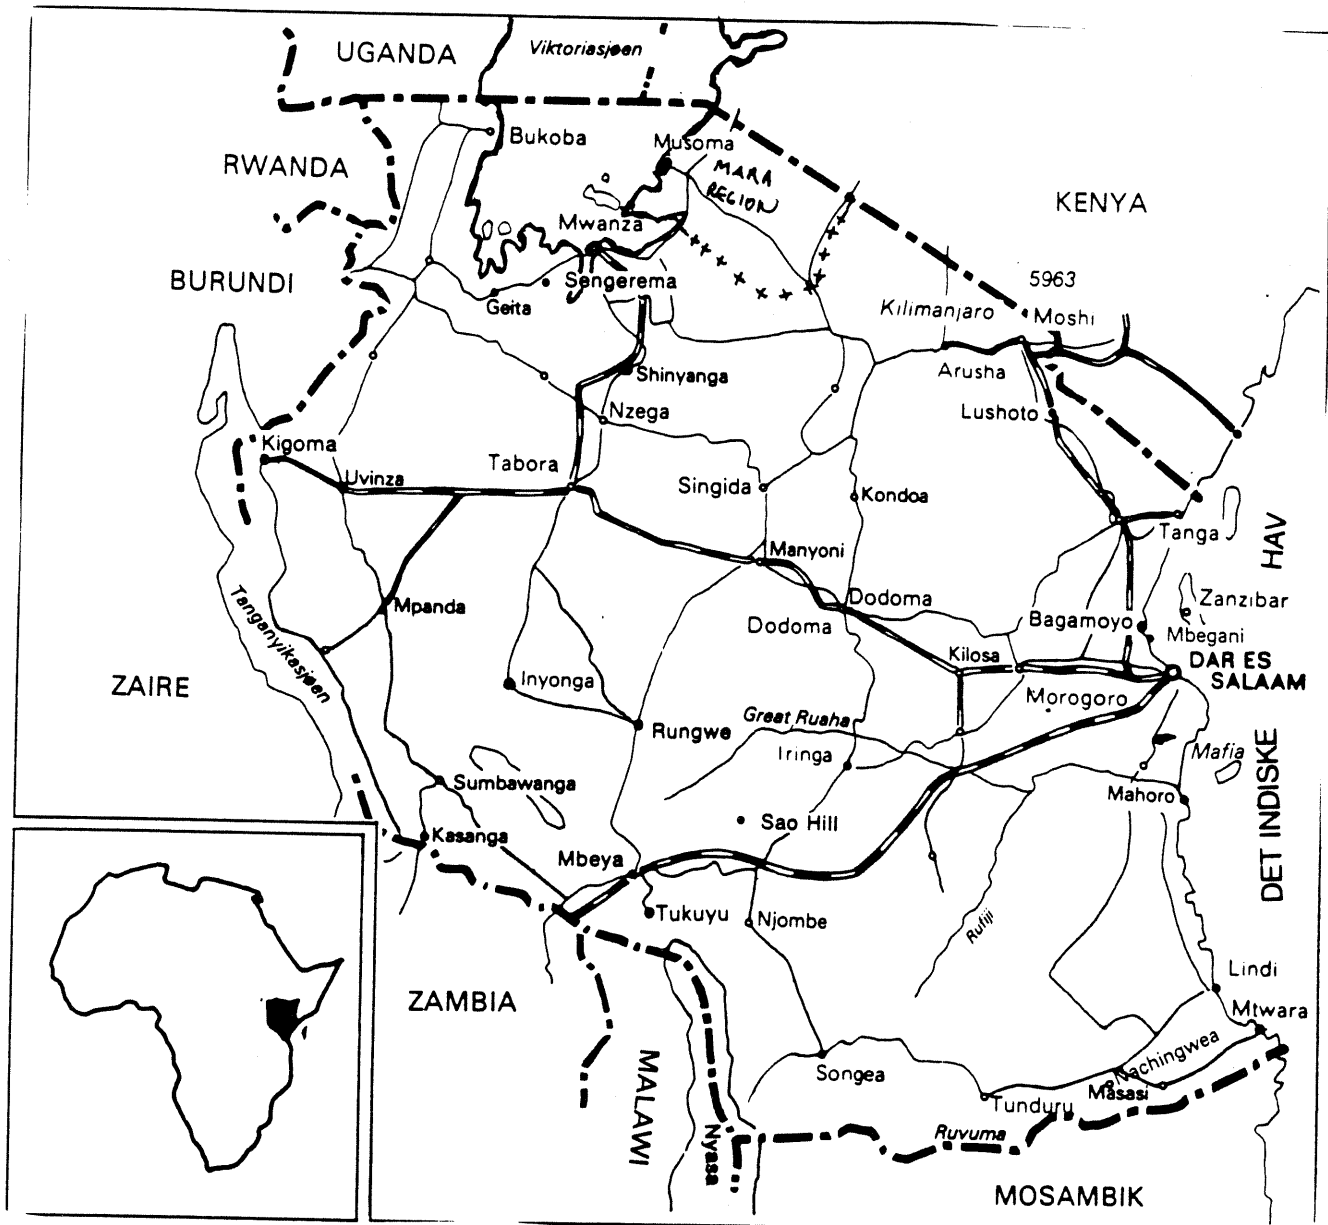 UGANDA
Viktoriasjøen
Bukoba
Musoma
MARA
REGION
RWANDA
KENYA
Mwanza
BURUNDI
Sengerema
5963
Geita
Kilimanjaro
Moshi
Arusha
Shinyanga
Lushoto
Nzega
Kigoma
Tabora
Uvinza
Singida
Kondoa
Tanga
HAV
Manyoni
Tanganyikasjøen
Mpanda
Dodoma
Zanzibar
Dodoma
Bagamoyo
Mbegani
Kilosa
DAR ES
SALAAM
ZAIRE
Inyonga
Morogoro
Great Ruaha
Rungwe
Iringa
Mafia
DET INDISKE
Sumbawanga
Mahoro
Sao Hill
Kasanga
Mbeya
Tukuyu
Njombe
Rufiji
Lindi
ZAMBIA
Mtwara
MALAWI
Nachingwea
Songea
Masasi
Tunduru
Nyasa
Ruvuma
MOSAMBIK